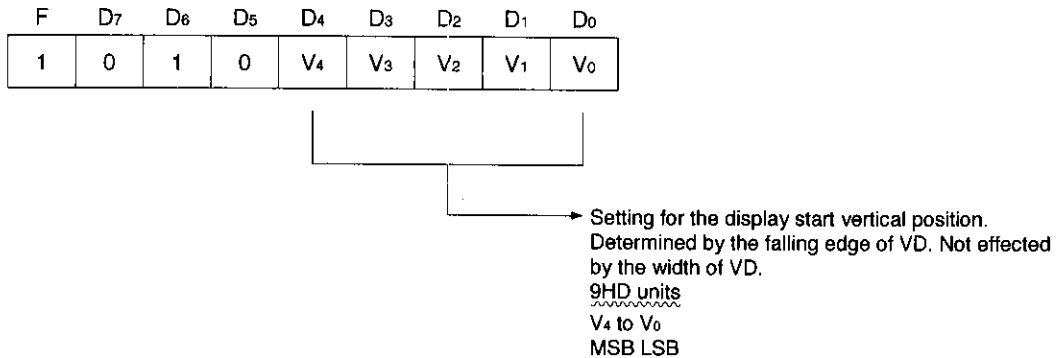 F D7 D6 D5 D4 D3 D2 D1 D0
1 0 1 0 V4 V3 V2 V1 V0
Setting for the display start vertical position.
Determined by the falling edge of VD. Not effected
by the width of VD.
9HD units
V4 to V0
MSB LSB